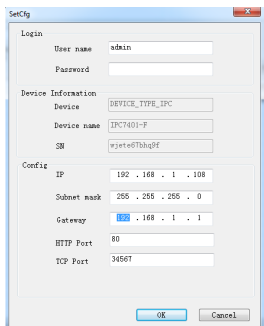 SetCfg
Login
User name admin
Password
Device Information
Device DEVICE_TYPE_IPC
Device name IPC7401-F
SN wjete67bhq9f
Config
IP 192 . 168 . 1 . 108
Subnet mask 255 . 255 . 255 . 0
Gateway 192 . 168 . 1 . 1
HTTP Port 80
TCP Port 34567
OK Cancel